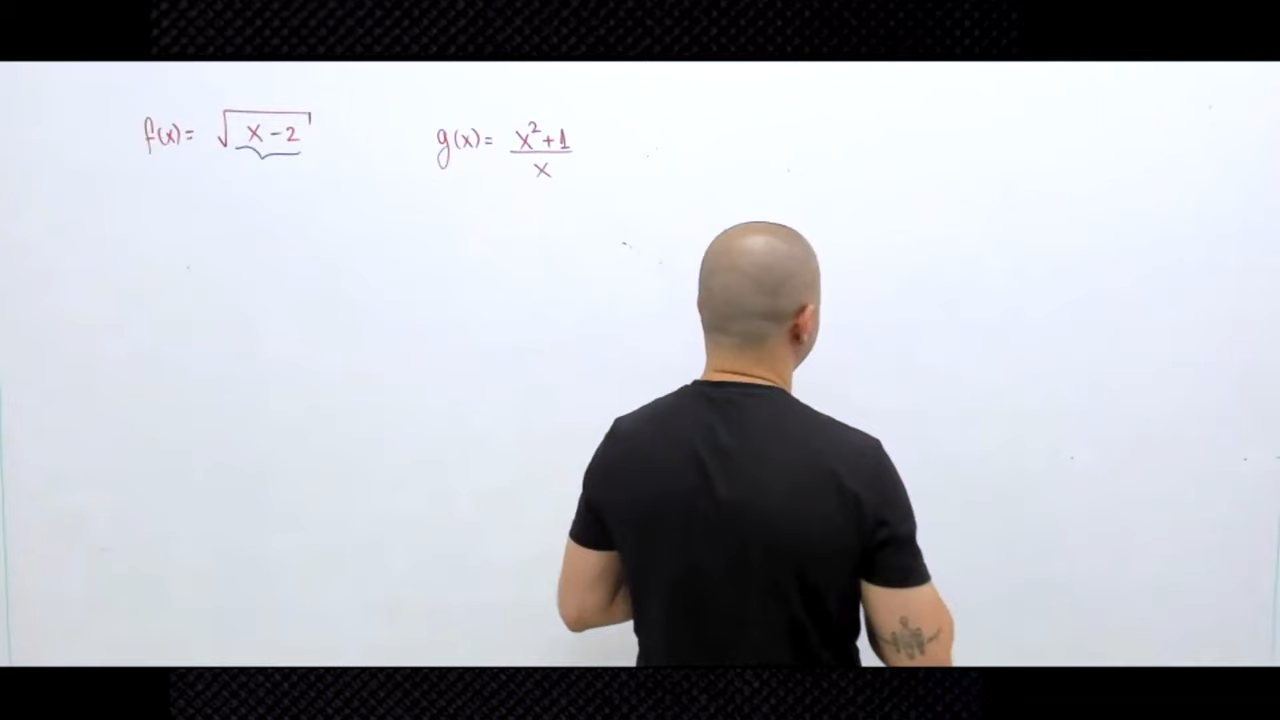 f(x) = √(x-2)
g(x) = (x²+1)/x